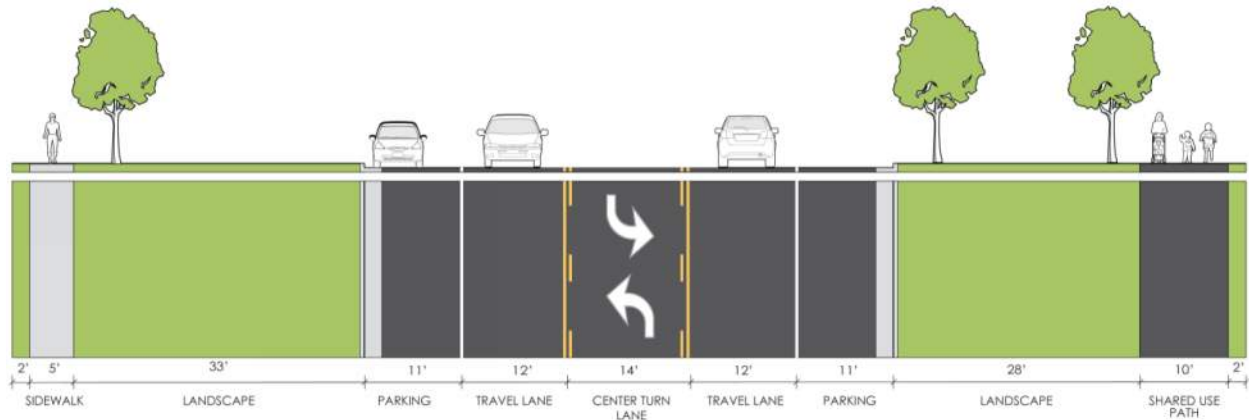 2' 5' 33' 11' 12' 14' 12' 11' 28' 10' 2'
SIDEWALK LANDSCAPE PARKING TRAVEL LANE CENTER TURN TRAVEL LANE PARKING LANDSCAPE SHARED USE
LANE PATH